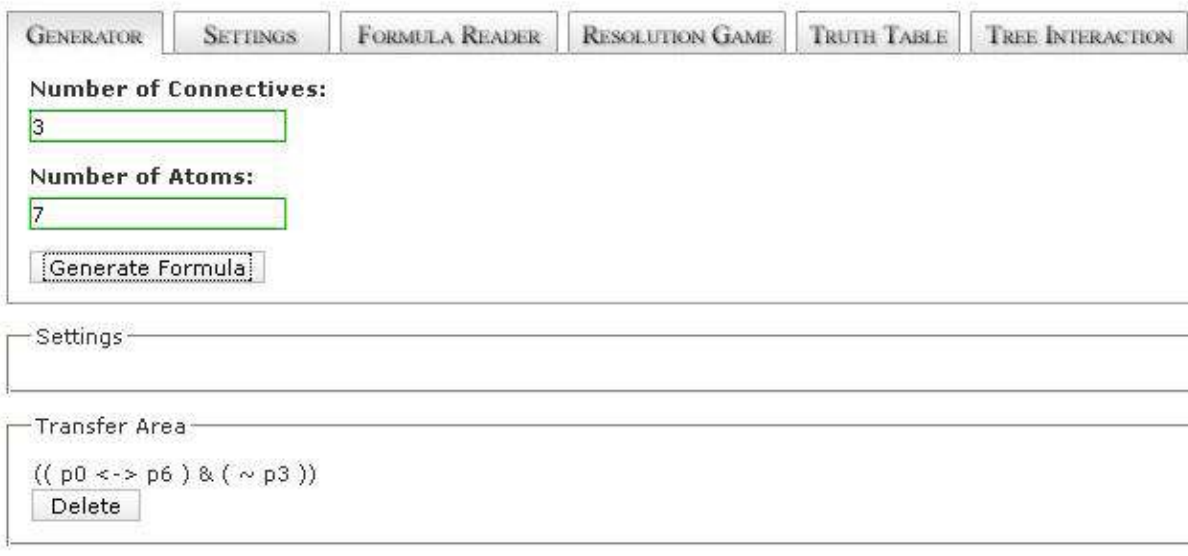 GENERATOR SETTINGS FORMULA READER RESOLUTION GAME TRUTH TABLE TREE INTERACTION
Number of Connectives:
3
Number of Atoms:
7
Generate Formula
Settings
Transfer Area
(( p0 <-> p6 ) & ( ~ p3 ))
Delete